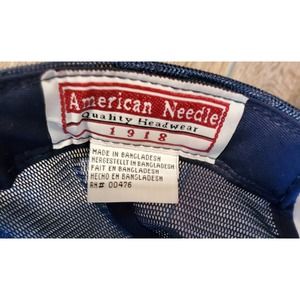 American Needle
Quality Headwear
1918
MADE IN BANGLADESH
HERGESTELLT IN BANGLADESH
FAIT EN BANGLADESH
HECHO EN BANGLADESH
RN# 00476